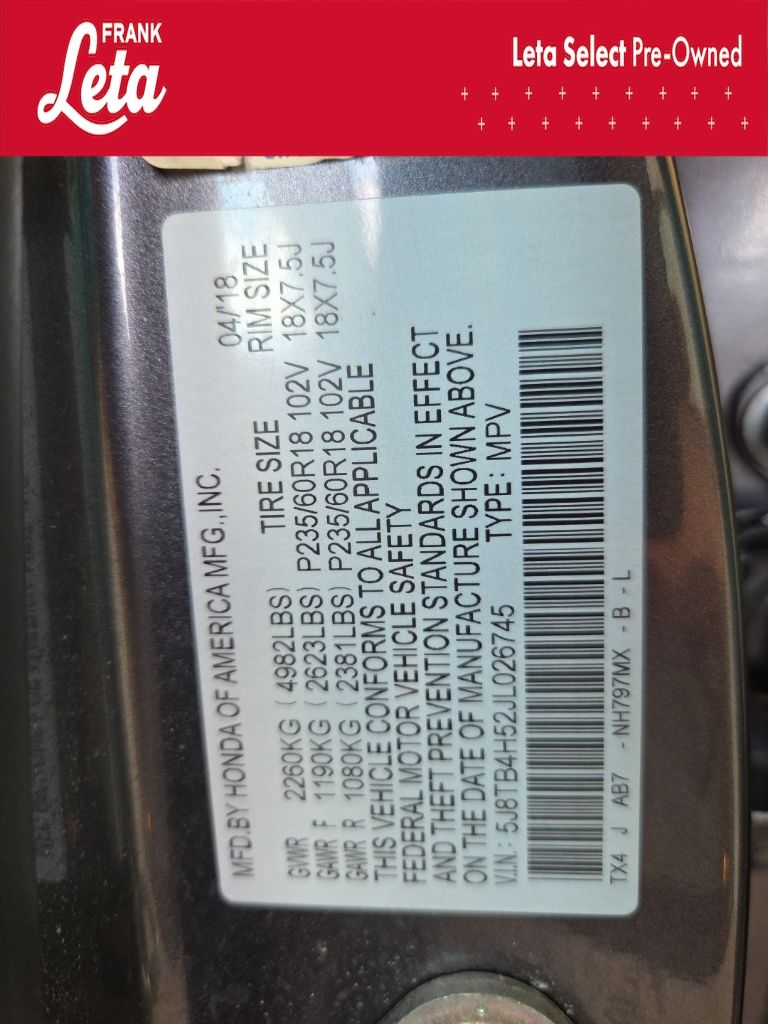 FRANK
Leta
Leta Select Pre-Owned
MFD.BY HONDA OF AMERICA MFG.,INC. 04/'18
TIRE SIZE RIM SIZE
GVWR 2260KG ( 4982LBS)
GAWR F 1190KG ( 2623LBS) P235/60R18 102V 18X7.5J
GAWR R 1080KG ( 2381LBS) P235/60R18 102V 18X7.5J
THIS VEHICLE CONFORMS TO ALL APPLICABLE
FEDERAL MOTOR VEHICLE SAFETY
AND THEFT PREVENTION STANDARDS IN EFFECT
ON THE DATE OF MANUFACTURE SHOWN ABOVE.
V.I.N.: 5J8TB4H52JL026745 TYPE: MPV
TX4 J AB7 - NH797MX - B - L